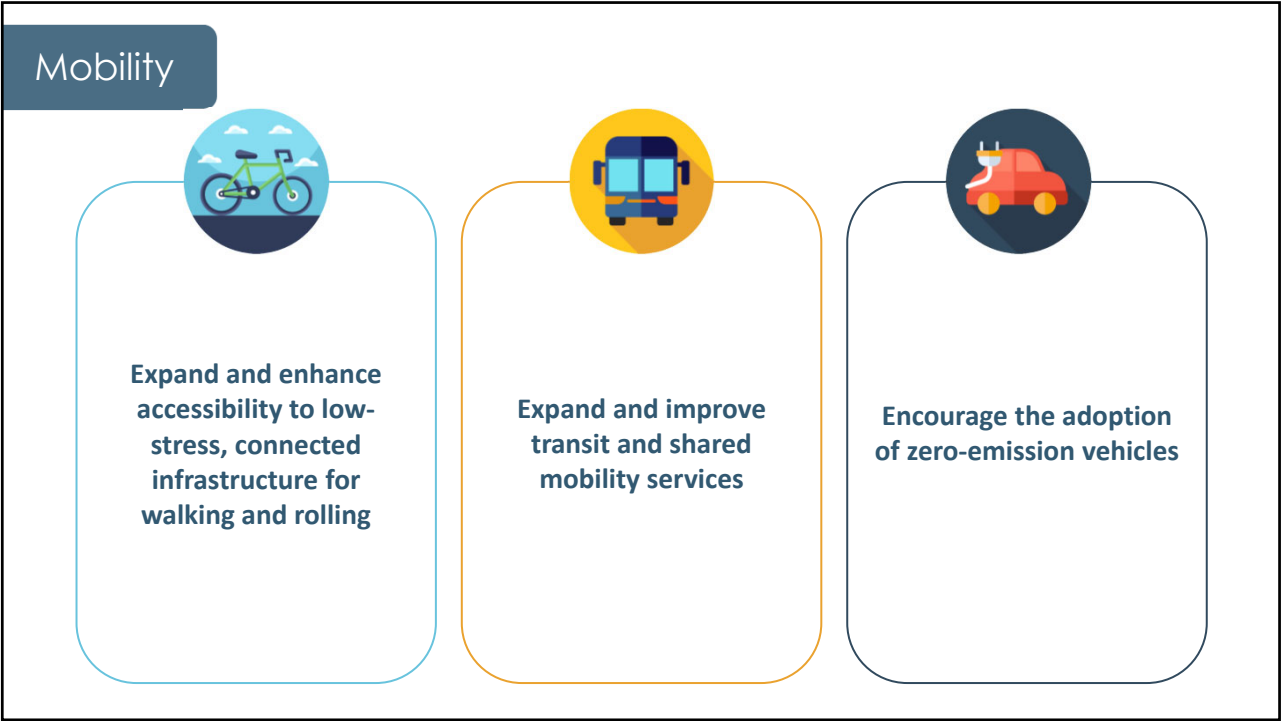 Mobility
Expand and enhance
accessibility to low-
stress, connected
infrastructure for
walking and rolling
Expand and improve
transit and shared
mobility services
Encourage the adoption
of zero-emission vehicles